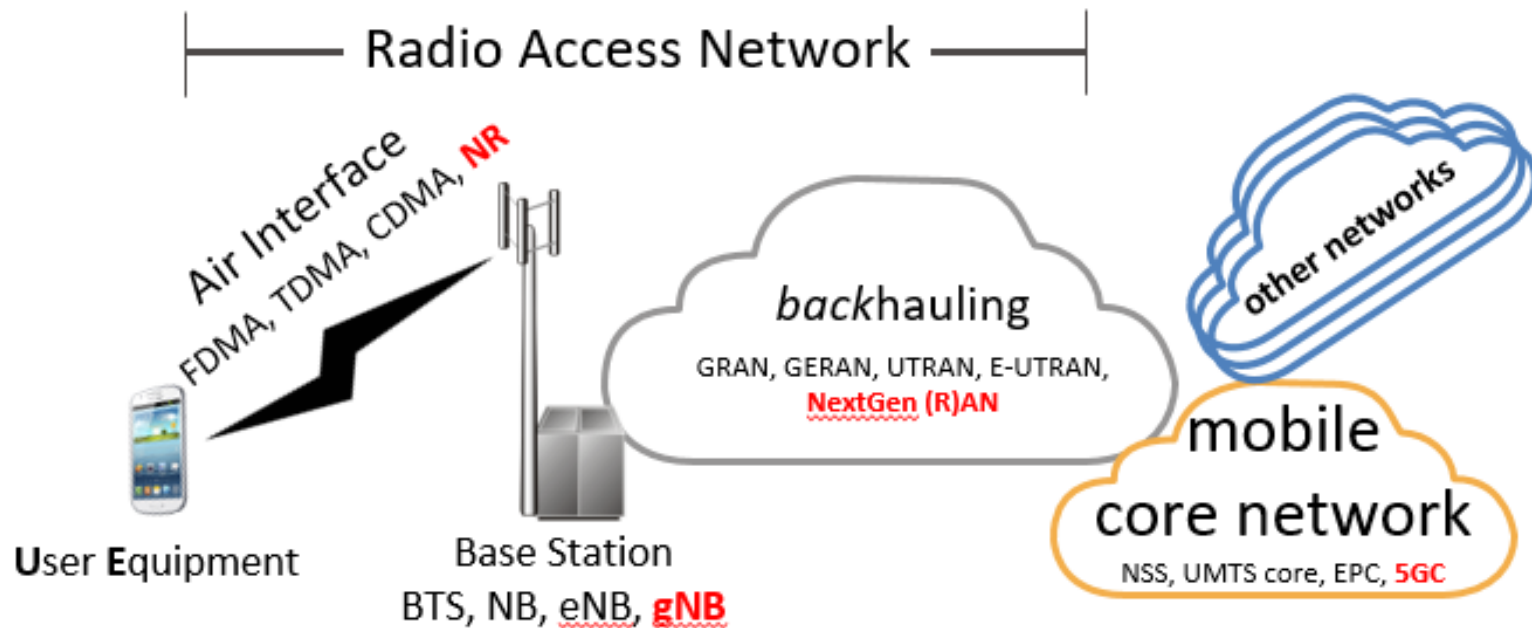 Radio Access Network
Air Interface
FDMA, TDMA, CDMA, NR
User Equipment
Base Station
BTS, NB, eNB, gNB
backhauling
GRAN, GERAN, UTRAN, E-UTRAN,
NextGen (R)AN
other networks
mobile
core network
NSS, UMTS core, EPC, 5GC